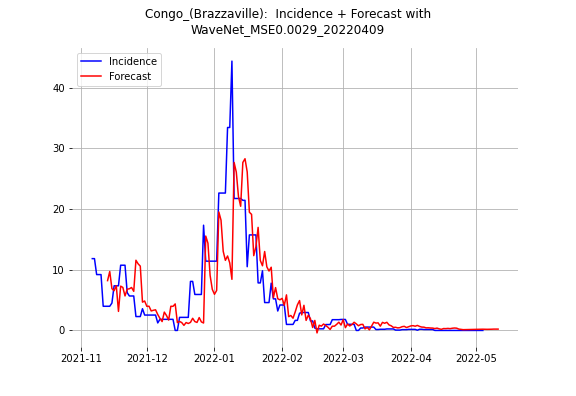 Congo_(Brazzaville):  Incidence + Forecast with
WaveNet_MSE0.0029_20220409
Incidence
Forecast
40
30
20
10
0
2021-11 2021-12 2022-01 2022-02 2022-03 2022-04 2022-05